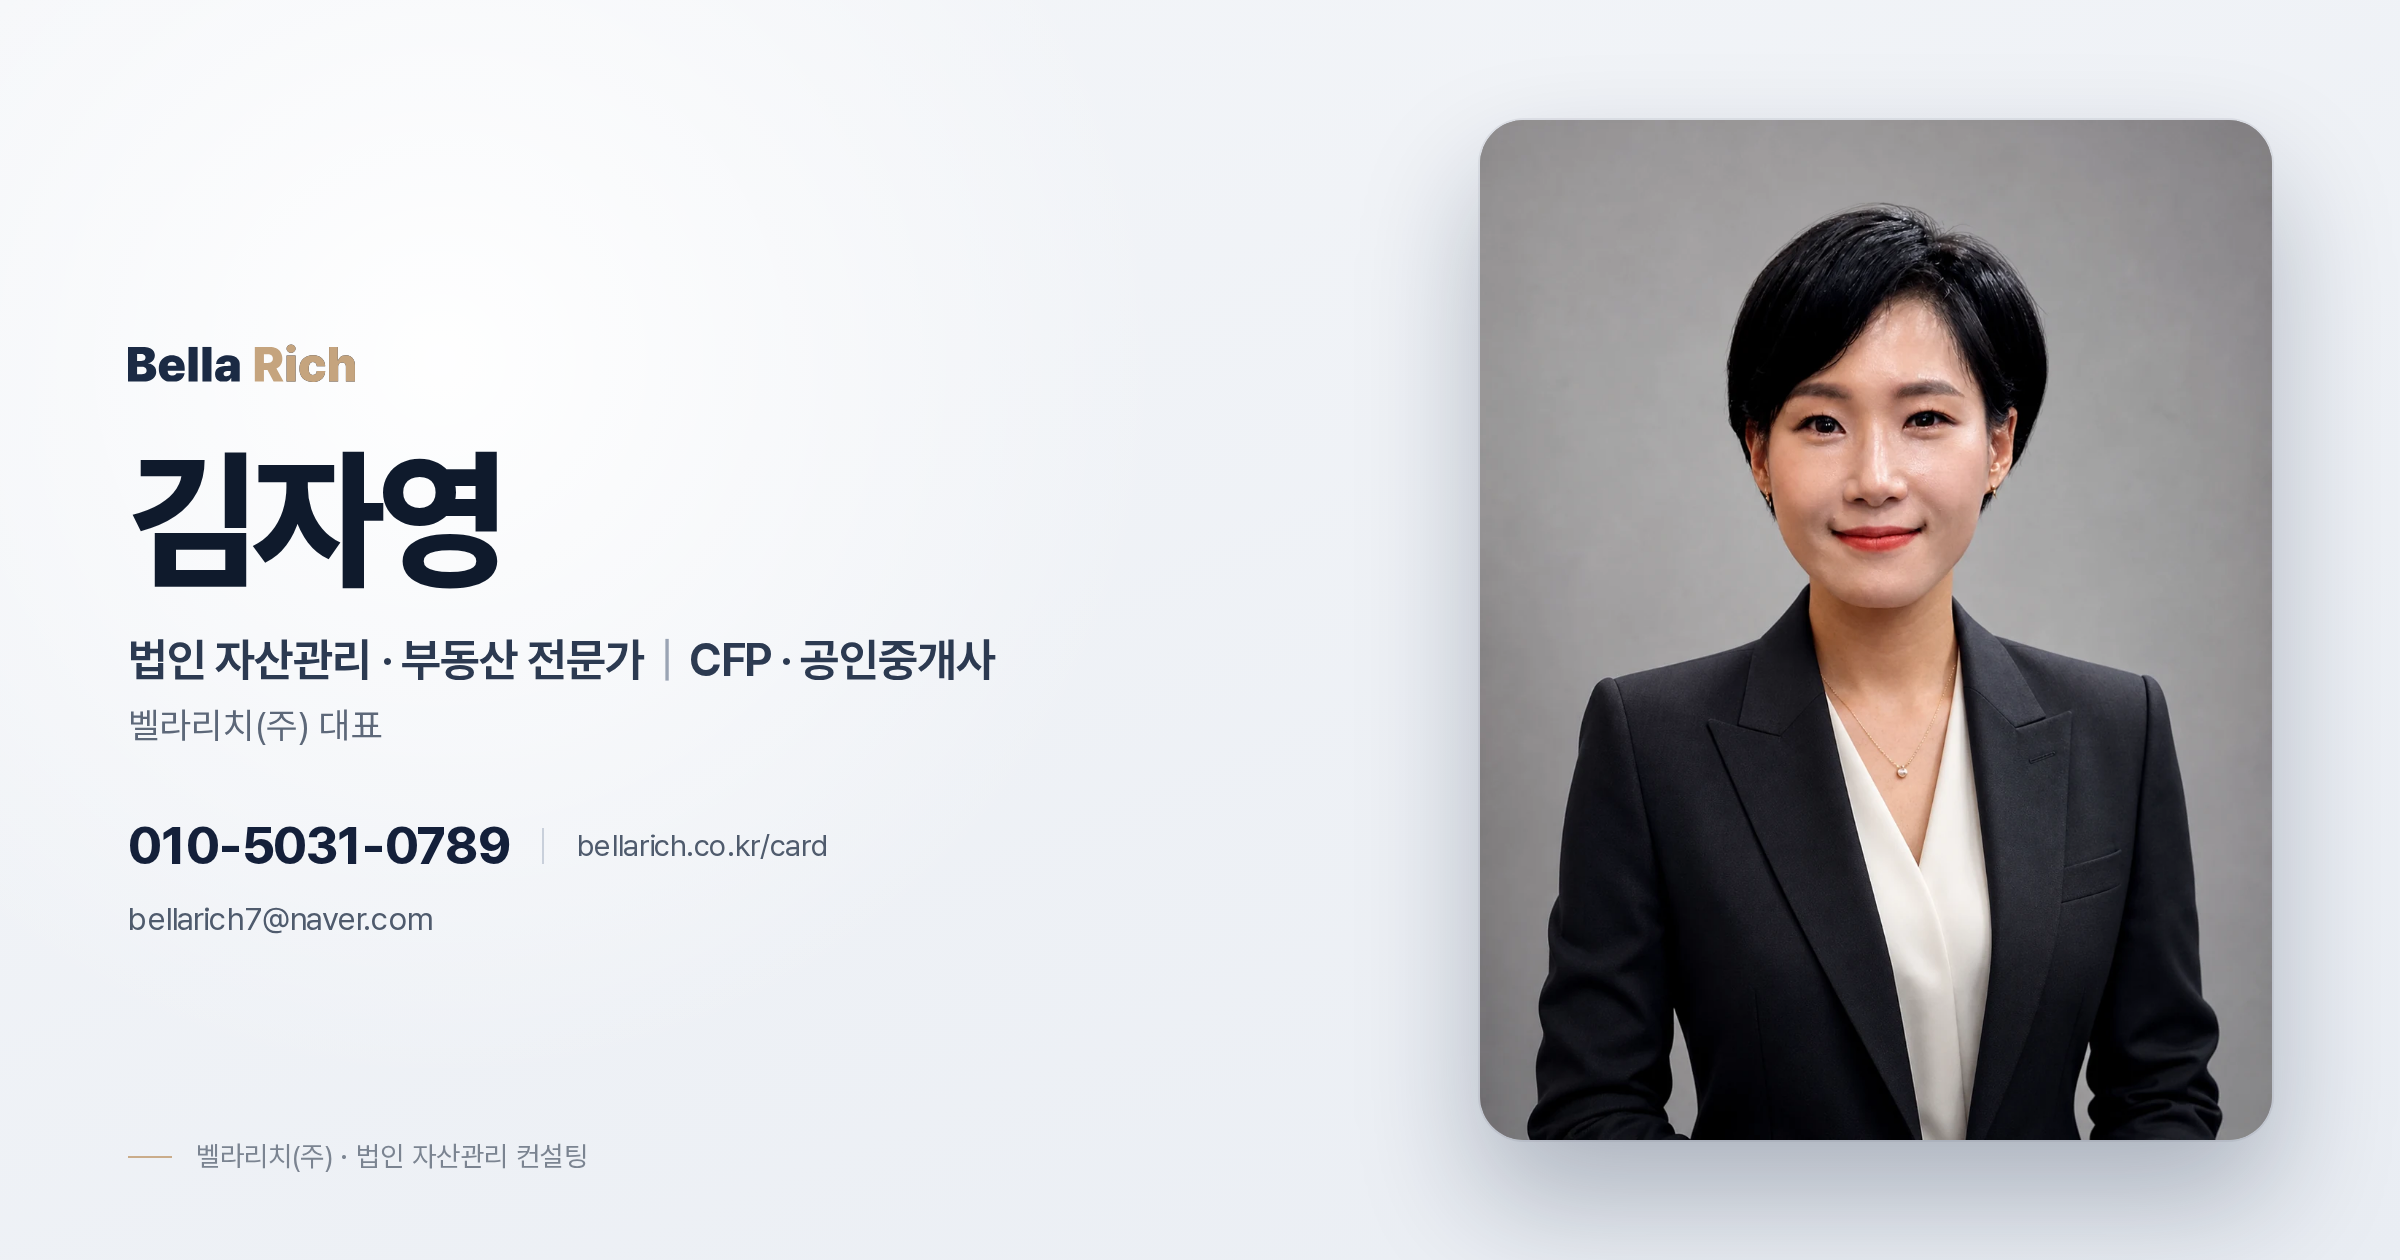 Bella Rich
김자영
법인 자산관리 · 부동산 전문가 | CFP · 공인중개사
벨라리치(주) 대표
010-5031-0789 | bellarich.co.kr/card
bellarich7@naver.com
벨라리치(주) · 법인 자산관리 컨설팅